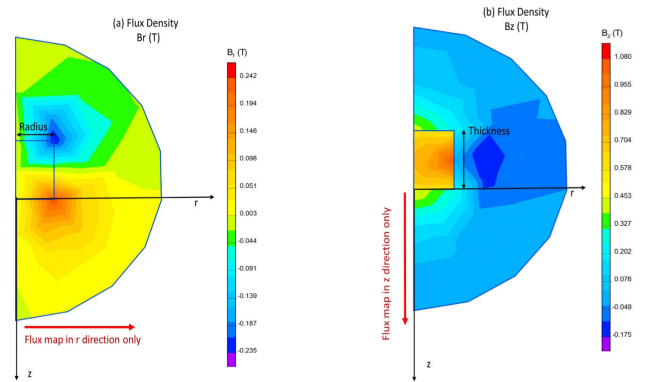 (a) Flux Density
Br (T)
Bᵣ (T)
0.242
0.194
0.146
0.098
0.051
0.003
-0.044
-0.091
-0.139
-0.187
-0.235
Radius
r
Flux map in r direction only
z
(b) Flux Density
Bz (T)
B_z (T)
1.080
0.955
0.829
0.704
0.578
0.453
0.327
0.202
0.076
-0.049
-0.175
Thickness
r
Flux map in z direction only
z